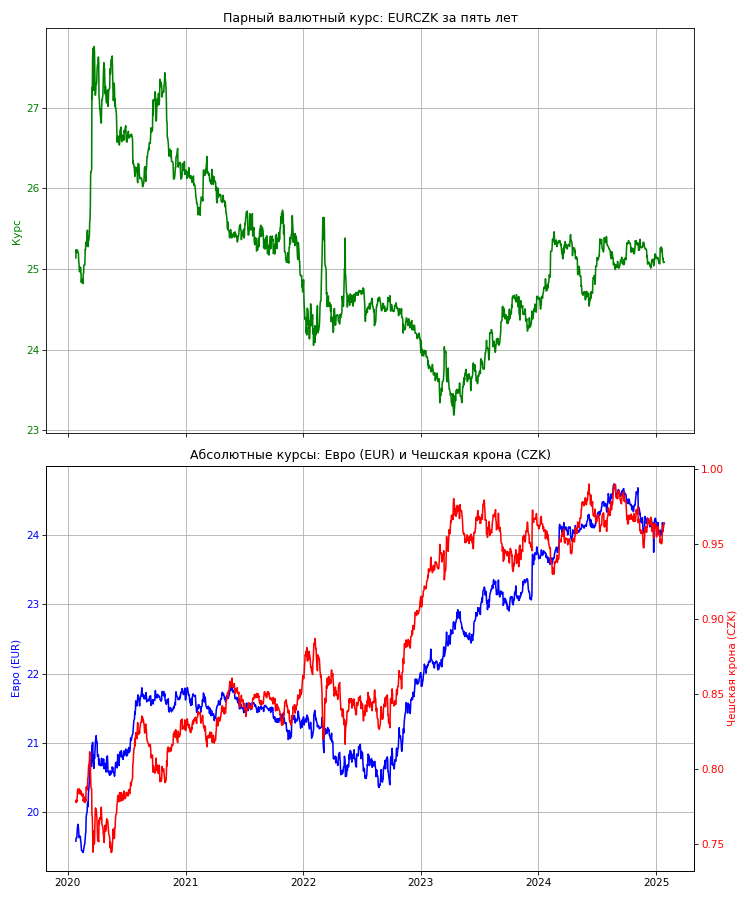 Парный валютный курс: EURCZK за пять лет
Курс
27
26
25
24
23
Абсолютные курсы: Евро (EUR) и Чешская крона (CZK)
Евро (EUR)
24
23
22
21
20
1.00
0.95
0.90
0.85
0.80
0.75
Чешская крона (CZK)
2020 2021 2022 2023 2024 2025